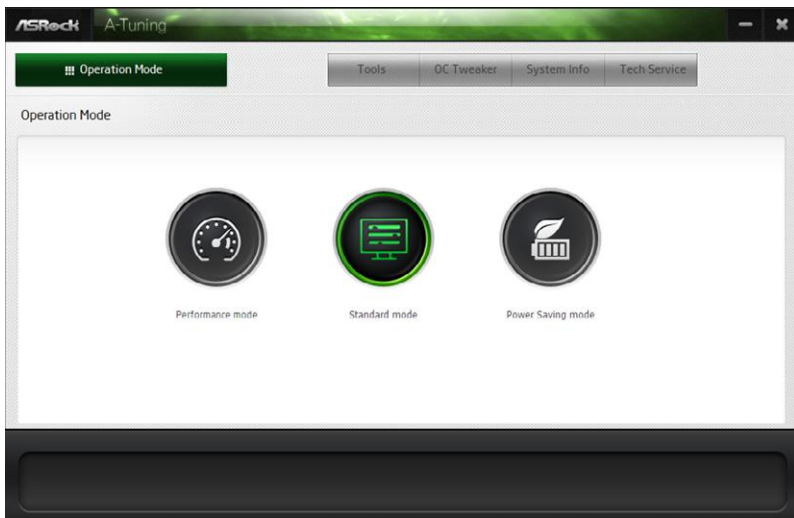 ASRock A-Tuning
Operation Mode Tools OC Tweaker System Info Tech Service
Operation Mode
Performance mode Standard mode Power Saving mode